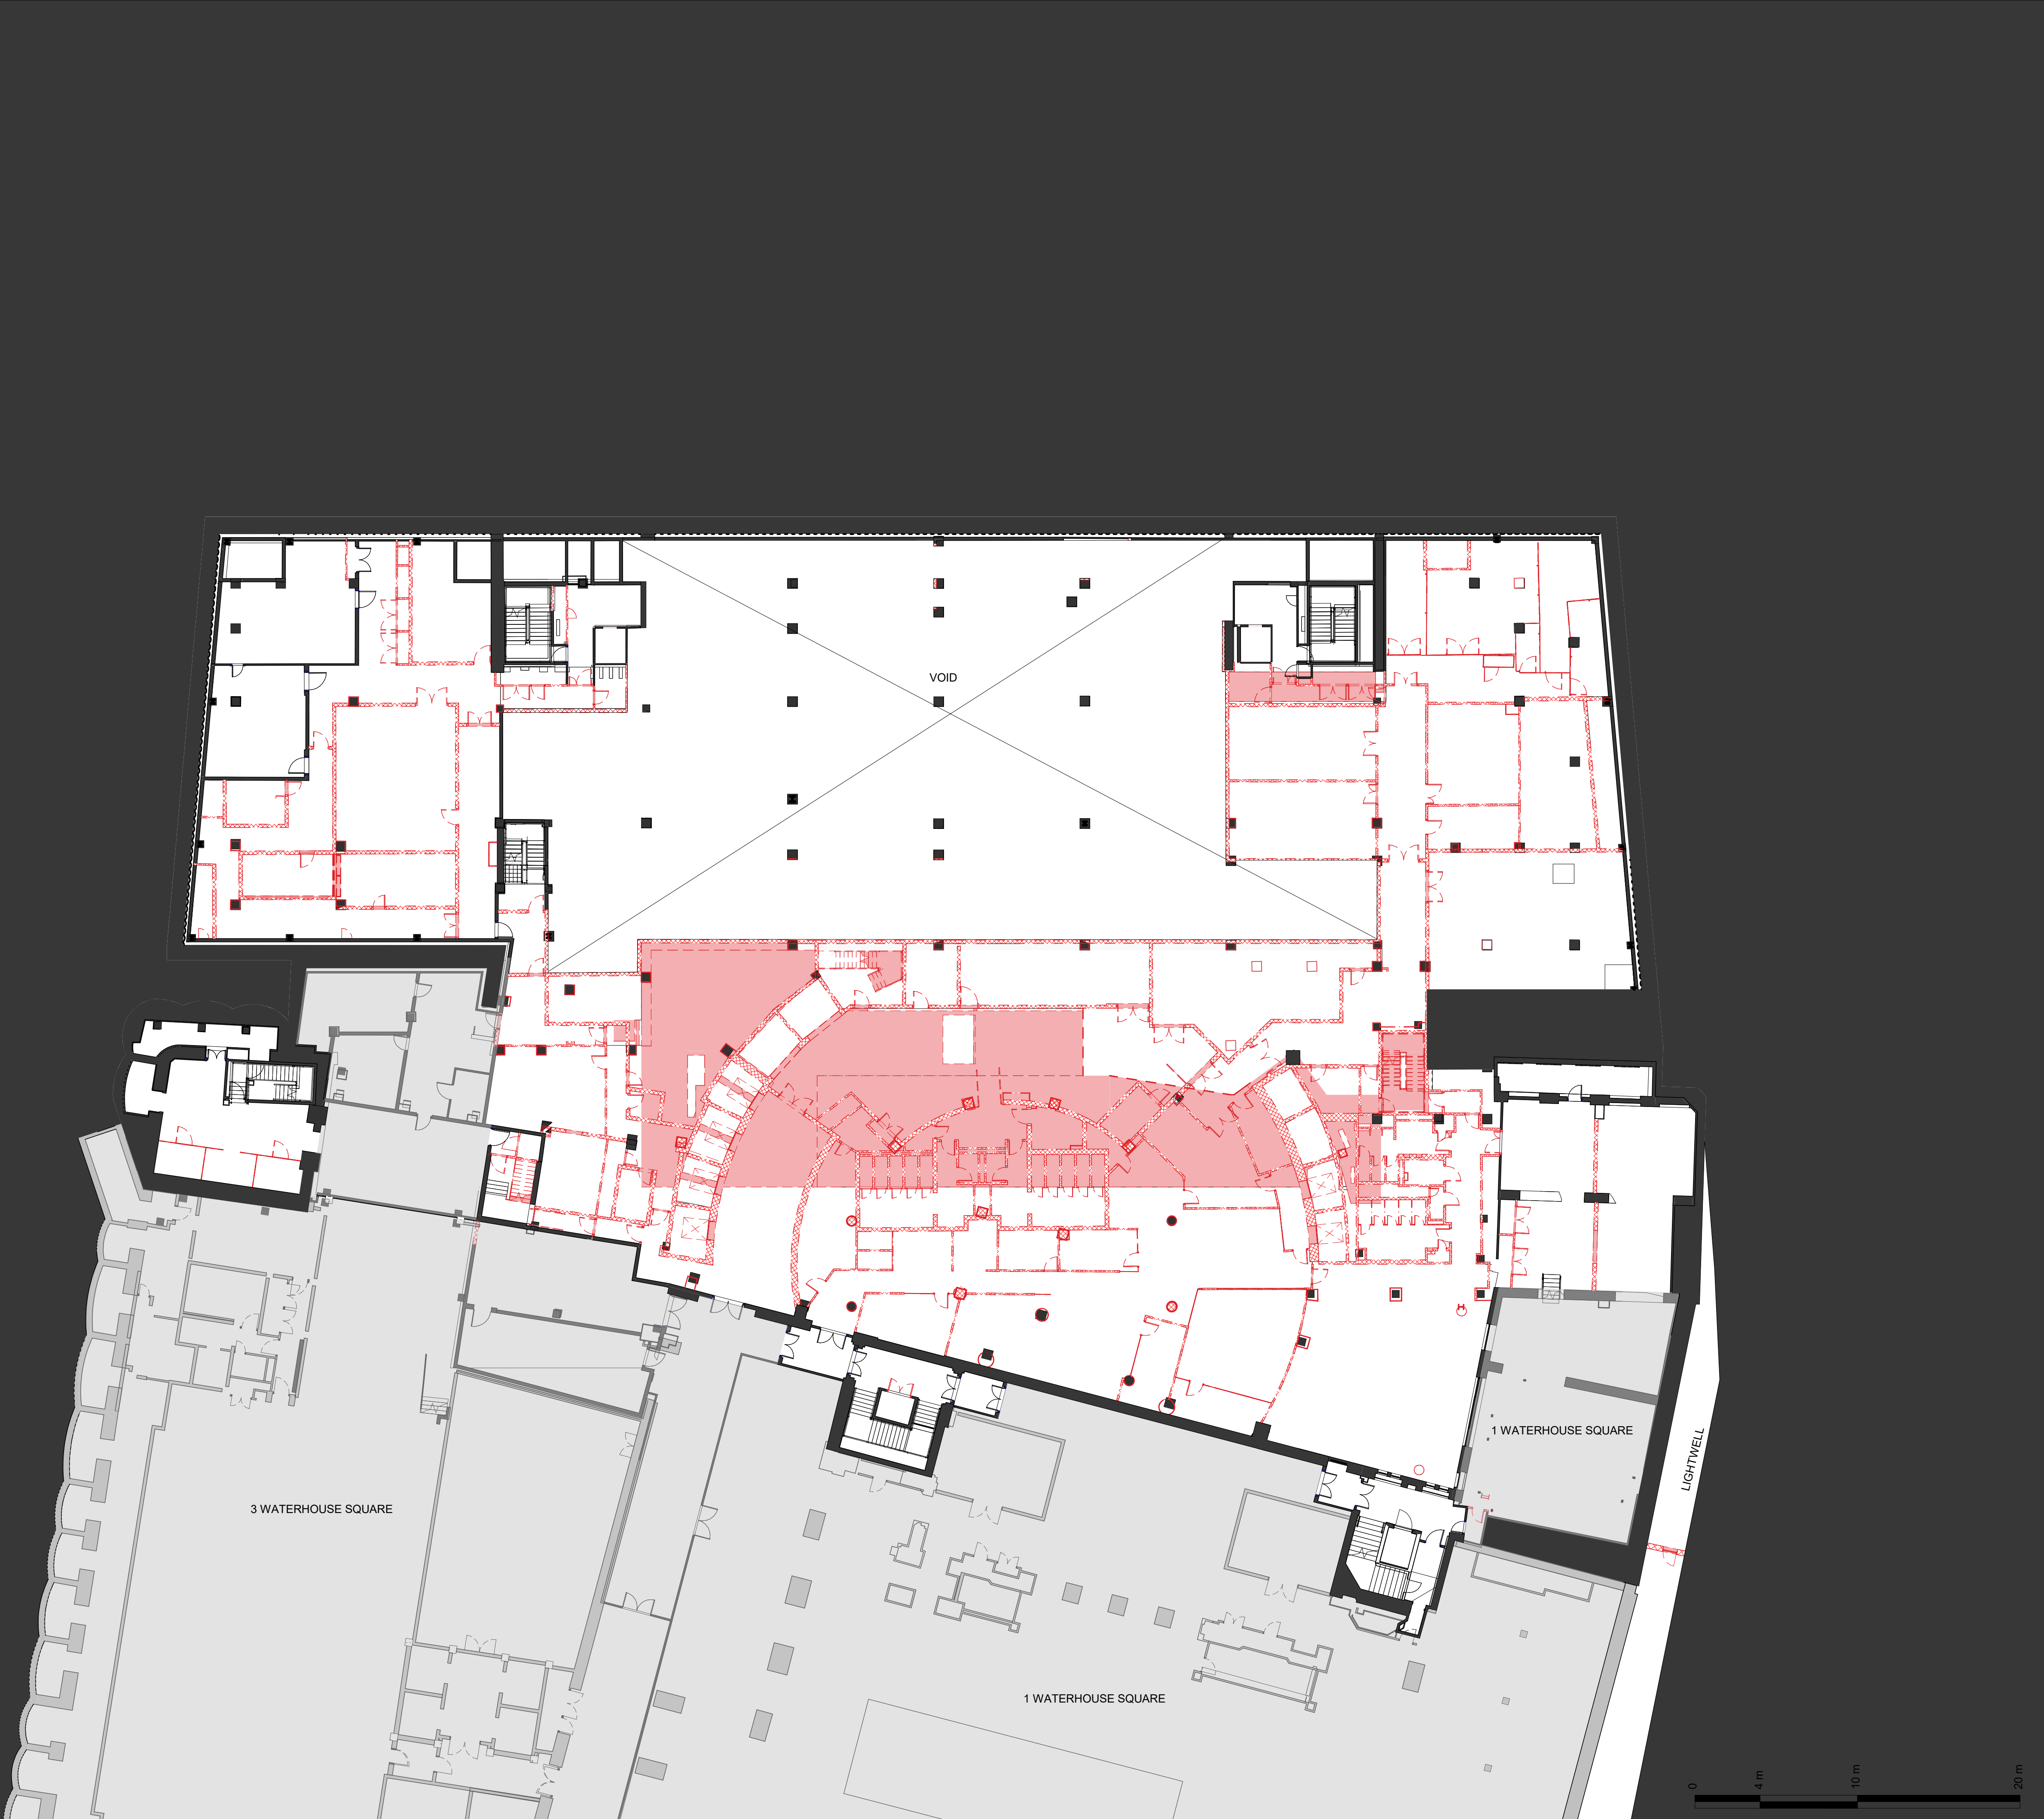 VOID
1 WATERHOUSE SQUARE
LIGHTWELL
3 WATERHOUSE SQUARE
1 WATERHOUSE SQUARE
0
4 m
10 m
20 m